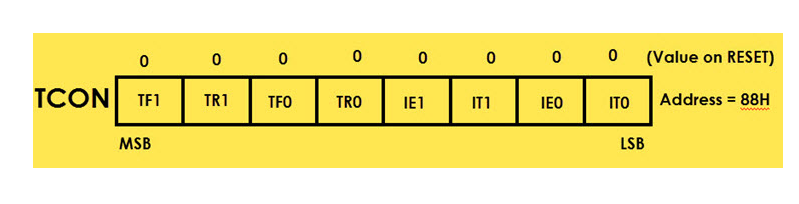 0 0 0 0 0 0 0 0 (Value on RESET)
TCON TF1 TR1 TF0 TR0 IE1 IT1 IE0 IT0 Address = 88H
MSB LSB